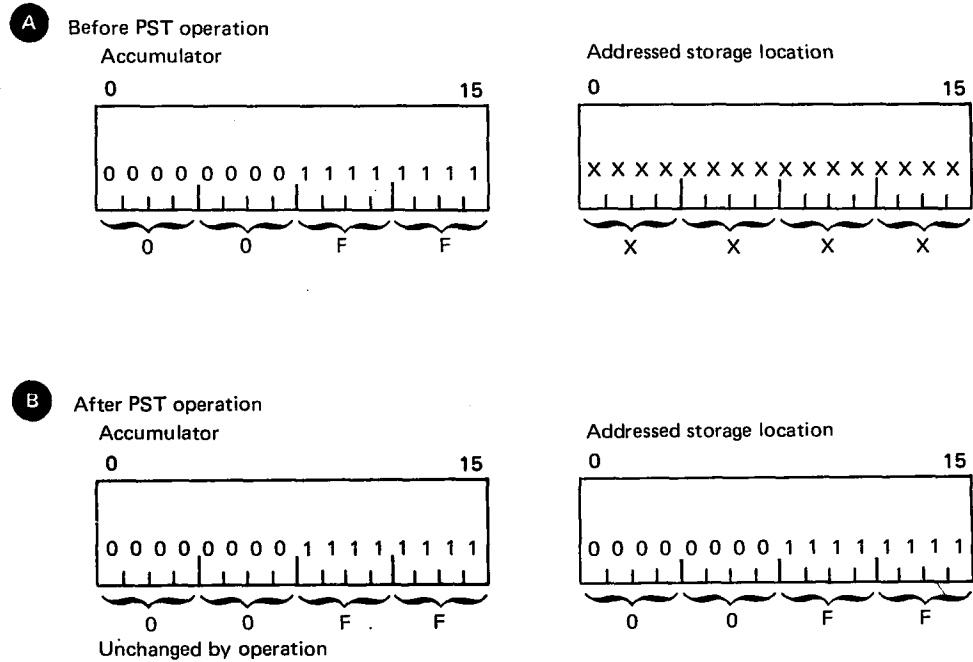 A Before PST operation
Accumulator
Addressed storage location
0 15
0 15
0 0 0 0 0 0 0 0 1 1 1 1 1 1 1 1
X X X X X X X X X X X X X X X X
0 0 F F
X X X X
B After PST operation
Accumulator
Addressed storage location
0 15
0 15
0 0 0 0 0 0 0 0 1 1 1 1 1 1 1 1
0 0 0 0 0 0 0 0 1 1 1 1 1 1 1 1
0 0 F F
0 0 F F
Unchanged by operation